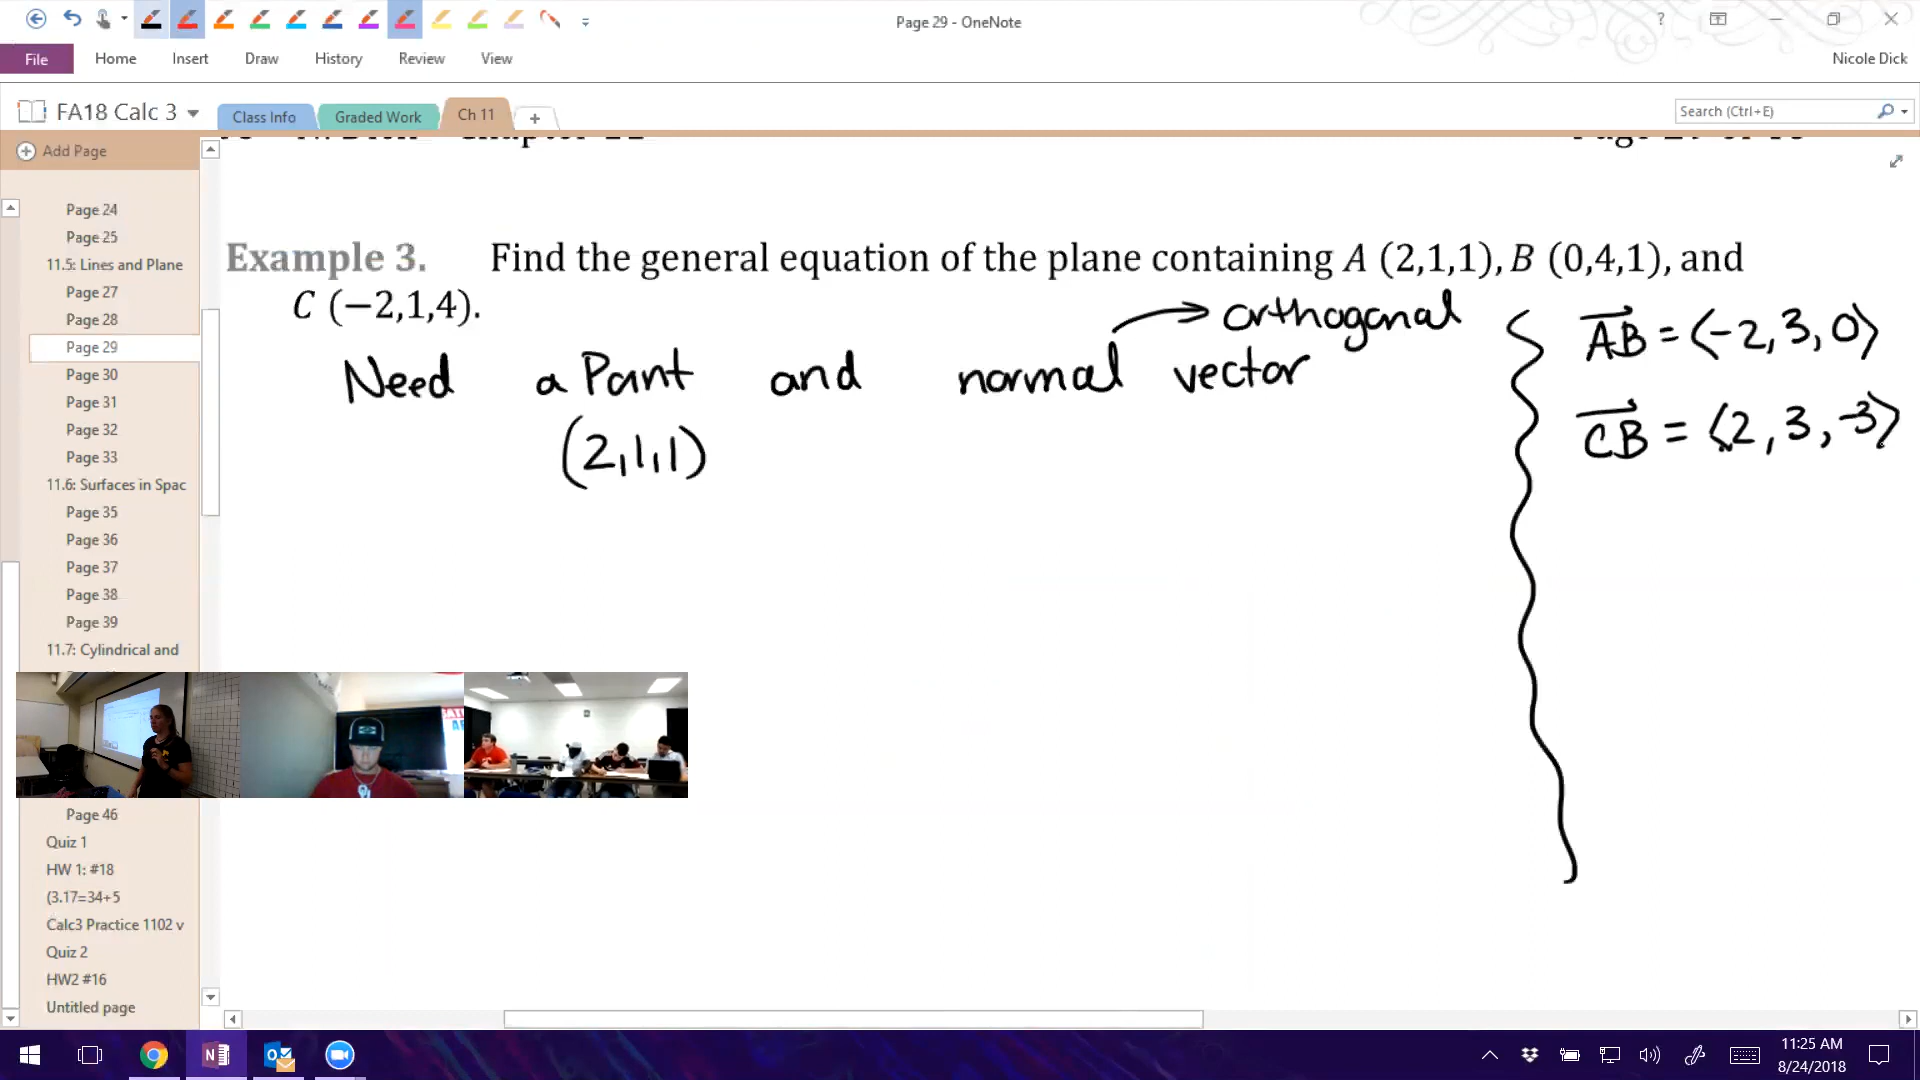 Page 29 - OneNote
File Home Insert Draw History Review View
Nicole Dick
FA18 Calc 3
Class Info
Graded Work
Ch 11
Search (Ctrl+E)
Add Page
Page 24
Page 25
11.5: Lines and Plane
Page 27
Page 28
Page 29
Page 30
Page 31
Page 32
Page 33
11.6: Surfaces in Spac
Page 35
Page 36
Page 37
Page 38
Page 39
11.7: Cylindrical and
Page 46
Quiz 1
HW 1: #18
(3.17=34+5
Calc3 Practice 1102 v
Quiz 2
HW2 #16
Untitled page
Example 3. Find the general equation of the plane containing A (2,1,1), B (0,4,1), and
C (−2,1,4).
orthogonal
Need a Point and normal vector
(2,1,1)
AB = ⟨-2, 3, 0⟩
CB = ⟨2, 3, -3⟩
11:25 AM
8/24/2018